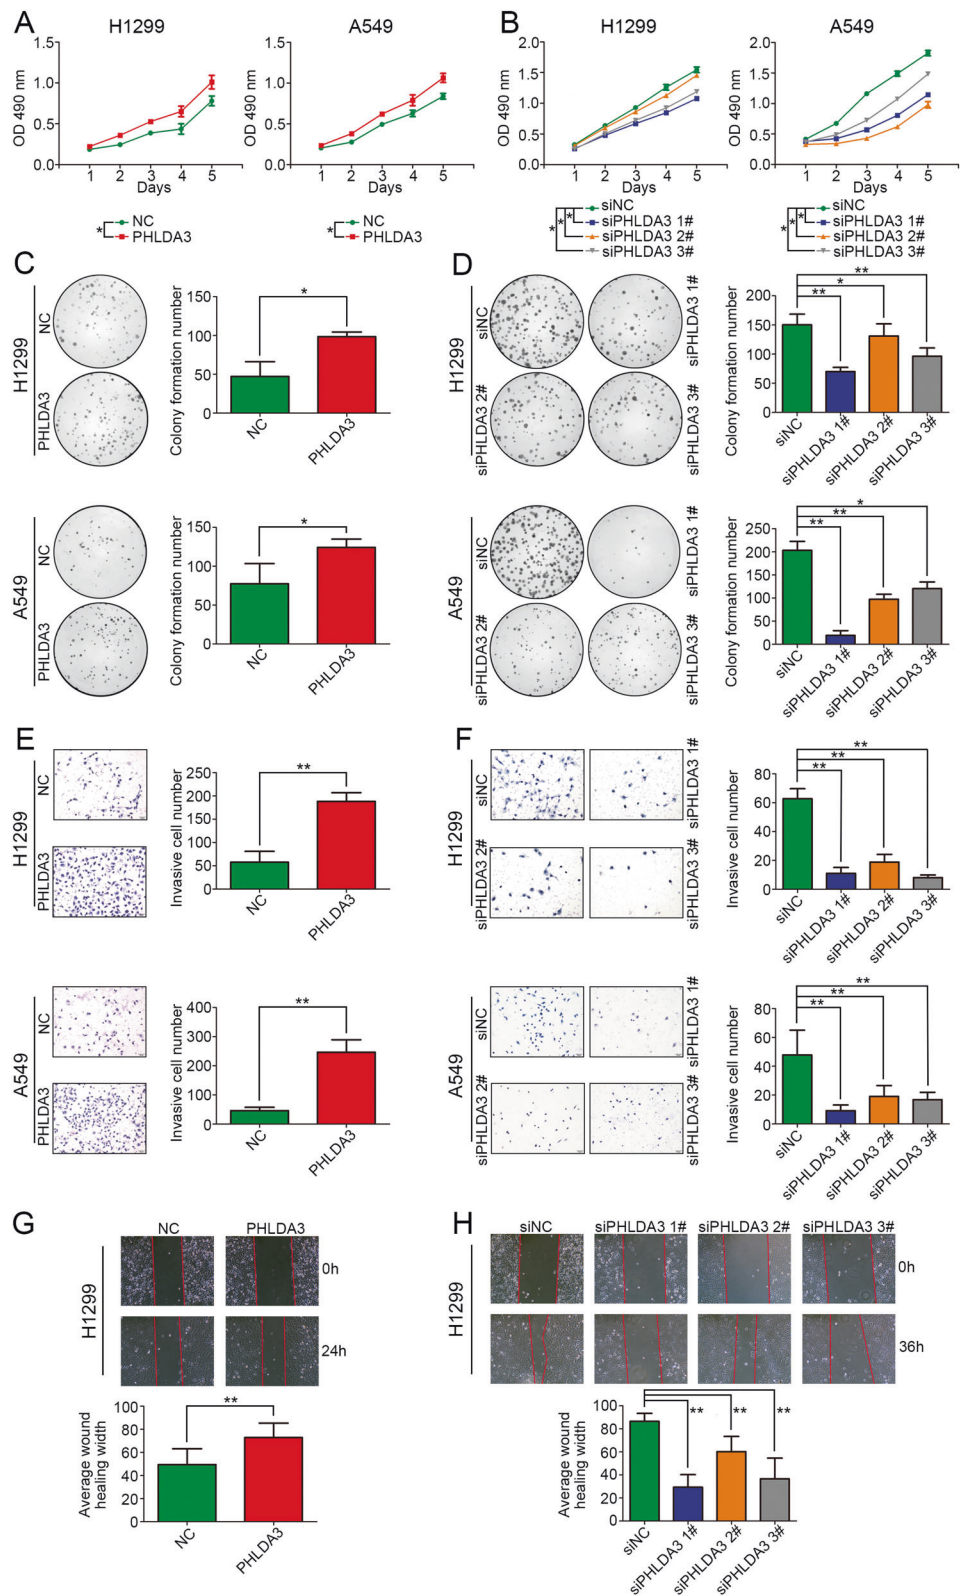 A
H1299
A549
OD 490 nm
1.5
1.0
0.5
0.0
1 2 3 4 5
Days
OD 490 nm
1.5
1.0
0.5
0.0
1 2 3 4 5
Days
* NC
PHLDA3
* NC
PHLDA3
B
H1299
A549
OD 490 nm
2.0
1.5
1.0
0.5
0.0
1 2 3 4 5
Days
OD 490 nm
2.0
1.5
1.0
0.5
0.0
1 2 3 4 5
Days
* * * siNC
siPHLDA3 1#
siPHLDA3 2#
siPHLDA3 3#
* * * siNC
siPHLDA3 1#
siPHLDA3 2#
siPHLDA3 3#
C
H1299
NC
PHLDA3
Colony formation number
150
100
50
0
*
NC
PHLDA3
A549
NC
PHLDA3
Colony formation number
150
100
50
0
*
NC
PHLDA3
D
H1299
siNC
siPHLDA3 1#
siPHLDA3 2#
siPHLDA3 3#
Colony formation number
200
150
100
50
0
**
*
**
siNC
siPHLDA3 1#
siPHLDA3 2#
siPHLDA3 3#
A549
siNC
siPHLDA3 1#
siPHLDA3 2#
siPHLDA3 3#
Colony formation number
250
200
150
100
50
0
*
**
**
siNC
siPHLDA3 1#
siPHLDA3 2#
siPHLDA3 3#
E
H1299
NC
PHLDA3
Invasive cell number
250
200
150
100
50
0
**
NC
PHLDA3
A549
NC
PHLDA3
Invasive cell number
400
300
200
100
0
**
NC
PHLDA3
F
H1299
siNC
siPHLDA3 1#
siPHLDA3 2#
siPHLDA3 3#
Invasive cell number
80
60
40
20
0
**
**
**
siNC
siPHLDA3 1#
siPHLDA3 2#
siPHLDA3 3#
A549
siNC
siPHLDA3 1#
siPHLDA3 2#
siPHLDA3 3#
Invasive cell number
80
60
40
20
0
**
**
**
siNC
siPHLDA3 1#
siPHLDA3 2#
siPHLDA3 3#
G
NC
PHLDA3
H1299
0h
24h
Average wound
healing width
100
80
60
40
20
0
**
NC
PHLDA3
H
siNC
siPHLDA3 1#
siPHLDA3 2#
siPHLDA3 3#
H1299
0h
36h
Average wound
healing width
100
80
60
40
20
0
** ** **
siNC
siPHLDA3 1#
siPHLDA3 2#
siPHLDA3 3#